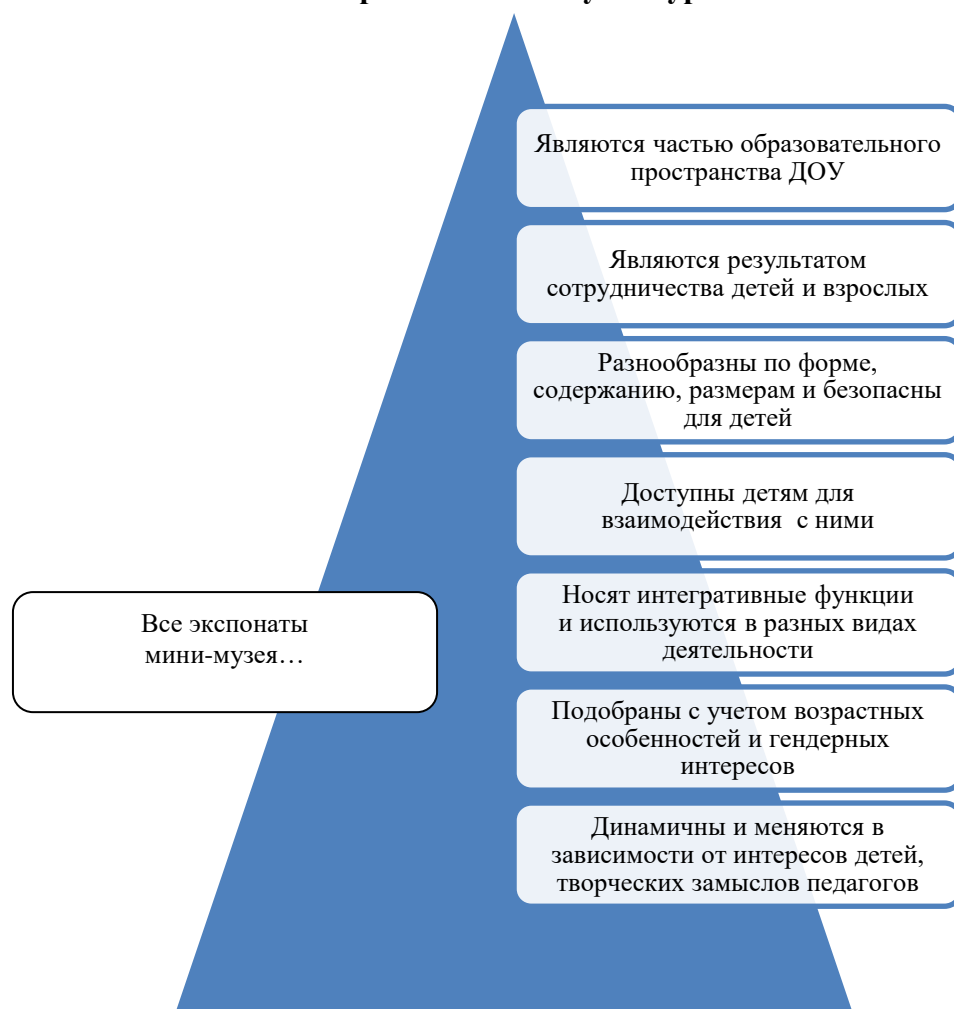 Являются частью образовательного
пространства ДОУ
Являются результатом
сотрудничества детей и взрослых
Разнообразны по форме,
содержанию, размерам и безопасны
для детей
Доступны детям для
взаимодействия с ними
Все экспонаты
мини-музея…
Носят интегративные функции
и используются в разных видах
деятельности
Подобраны с учетом возрастных
особенностей и гендерных
интересов
Динамичны и меняются в
зависимости от интересов детей,
творческих замыслов педагогов